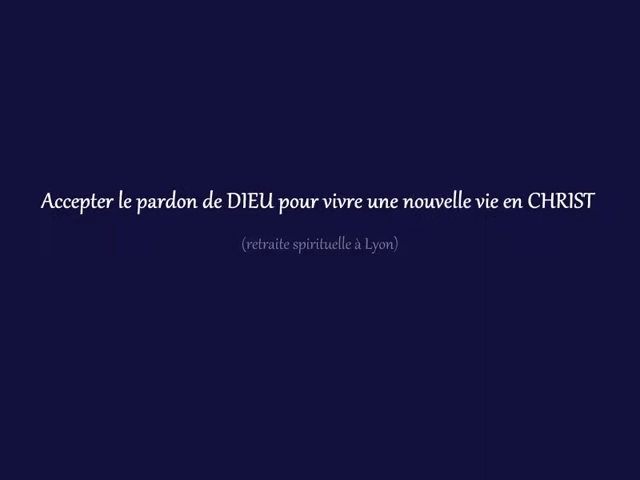 Accepter le pardon de DIEU pour vivre une nouvelle vie en CHRIST
(retraite spirituelle à Lyon)